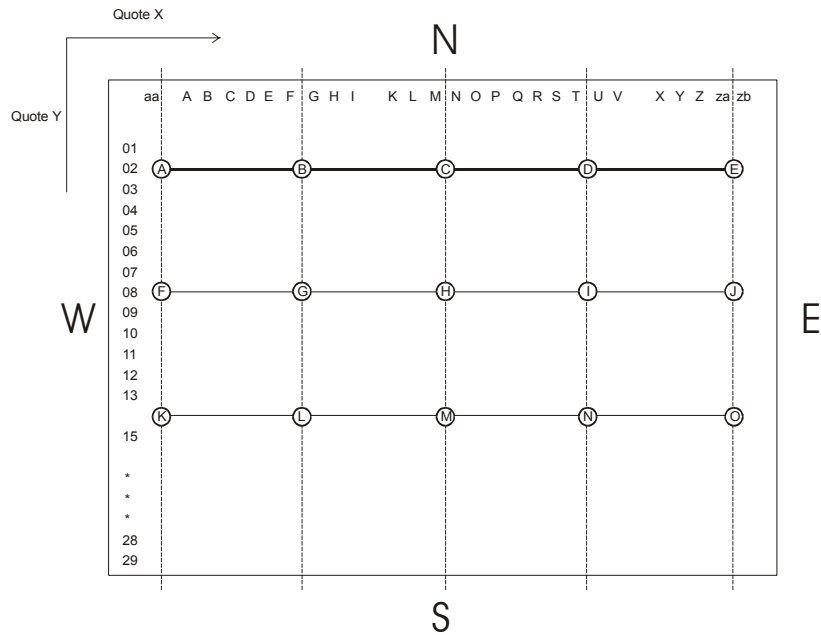 Quote X
N
Quote Y
aa A B C D E F G H I K L M N O P Q R S T U V X Y Z za zb
01
02 A B C D E
03
04
05
06
07
W
08 F G H I J
09
E
10
11
12
13
K L M N O
15
*
*
*
28
29
S